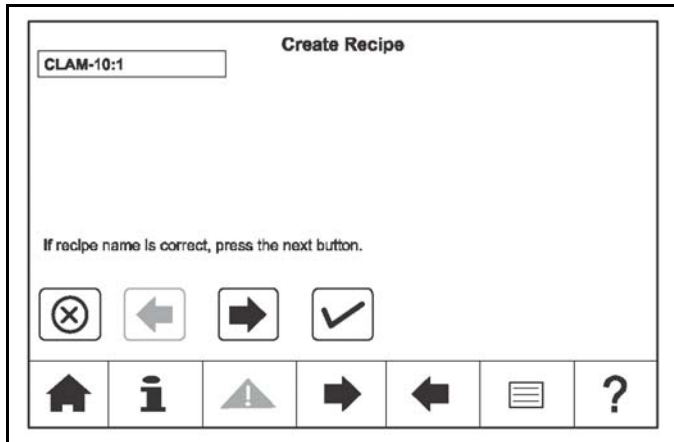 Create Recipe
CLAM-10:1
If recipe name is correct, press the next button.
i
?